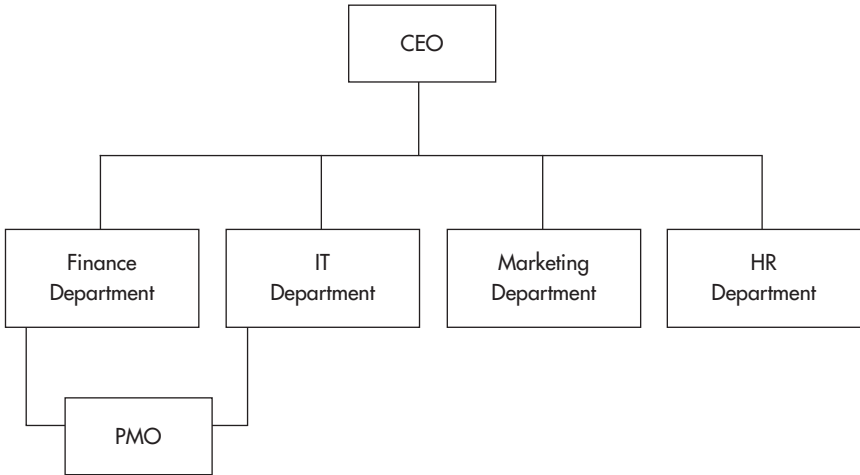 CEO
Finance
Department
IT
Department
Marketing
Department
HR
Department
PMO